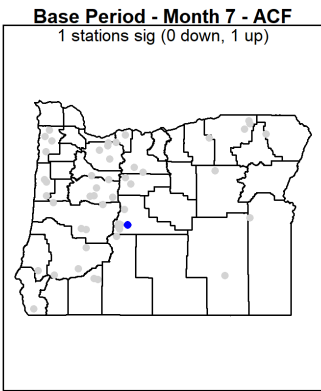 Base Period - Month 7 - ACF
1 stations sig (0 down, 1 up)